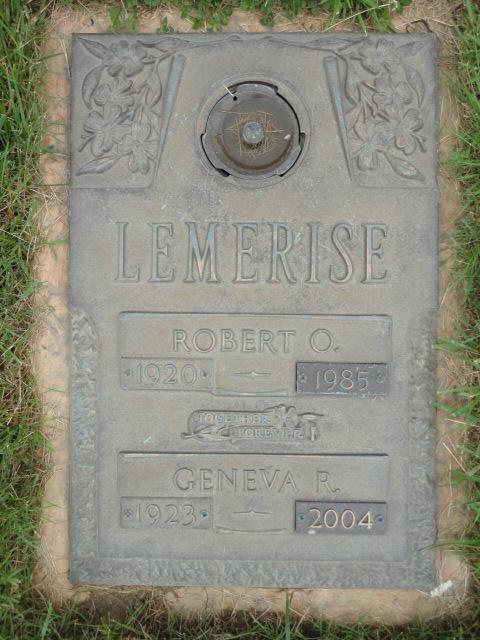 LEMERISE
ROBERT O.
1920 — 1985
TOGETHER
FOREVER
GENEVA R.
1923 — 2004